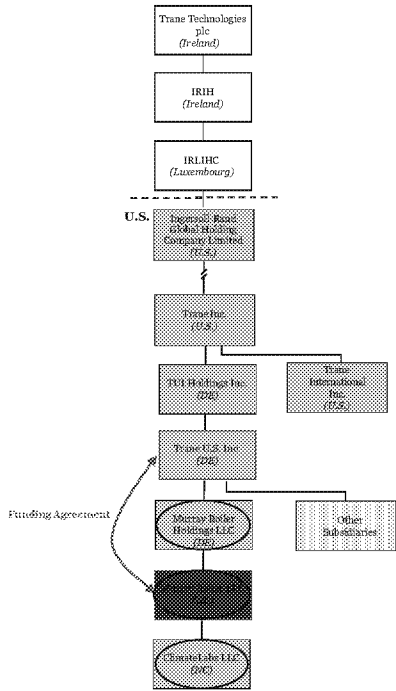 Trane Technologies
plc
(Ireland)
IRIH
(Ireland)
IRLIHC
(Luxembourg)
U.S.
Ingersoll Rand
Global Holding
Company Limited
(U.S.)
Trane Inc.
(U.S.)
TUI Holdings Inc.
(DE)
Trane
International
Inc.
(U.S.)
Trane U.S. Inc
(DE)
Funding Agreement
Murray Boiler
Holdings LLC
(DE)
Other
Subsidiaries
ClimateLabs LLC
(NC)